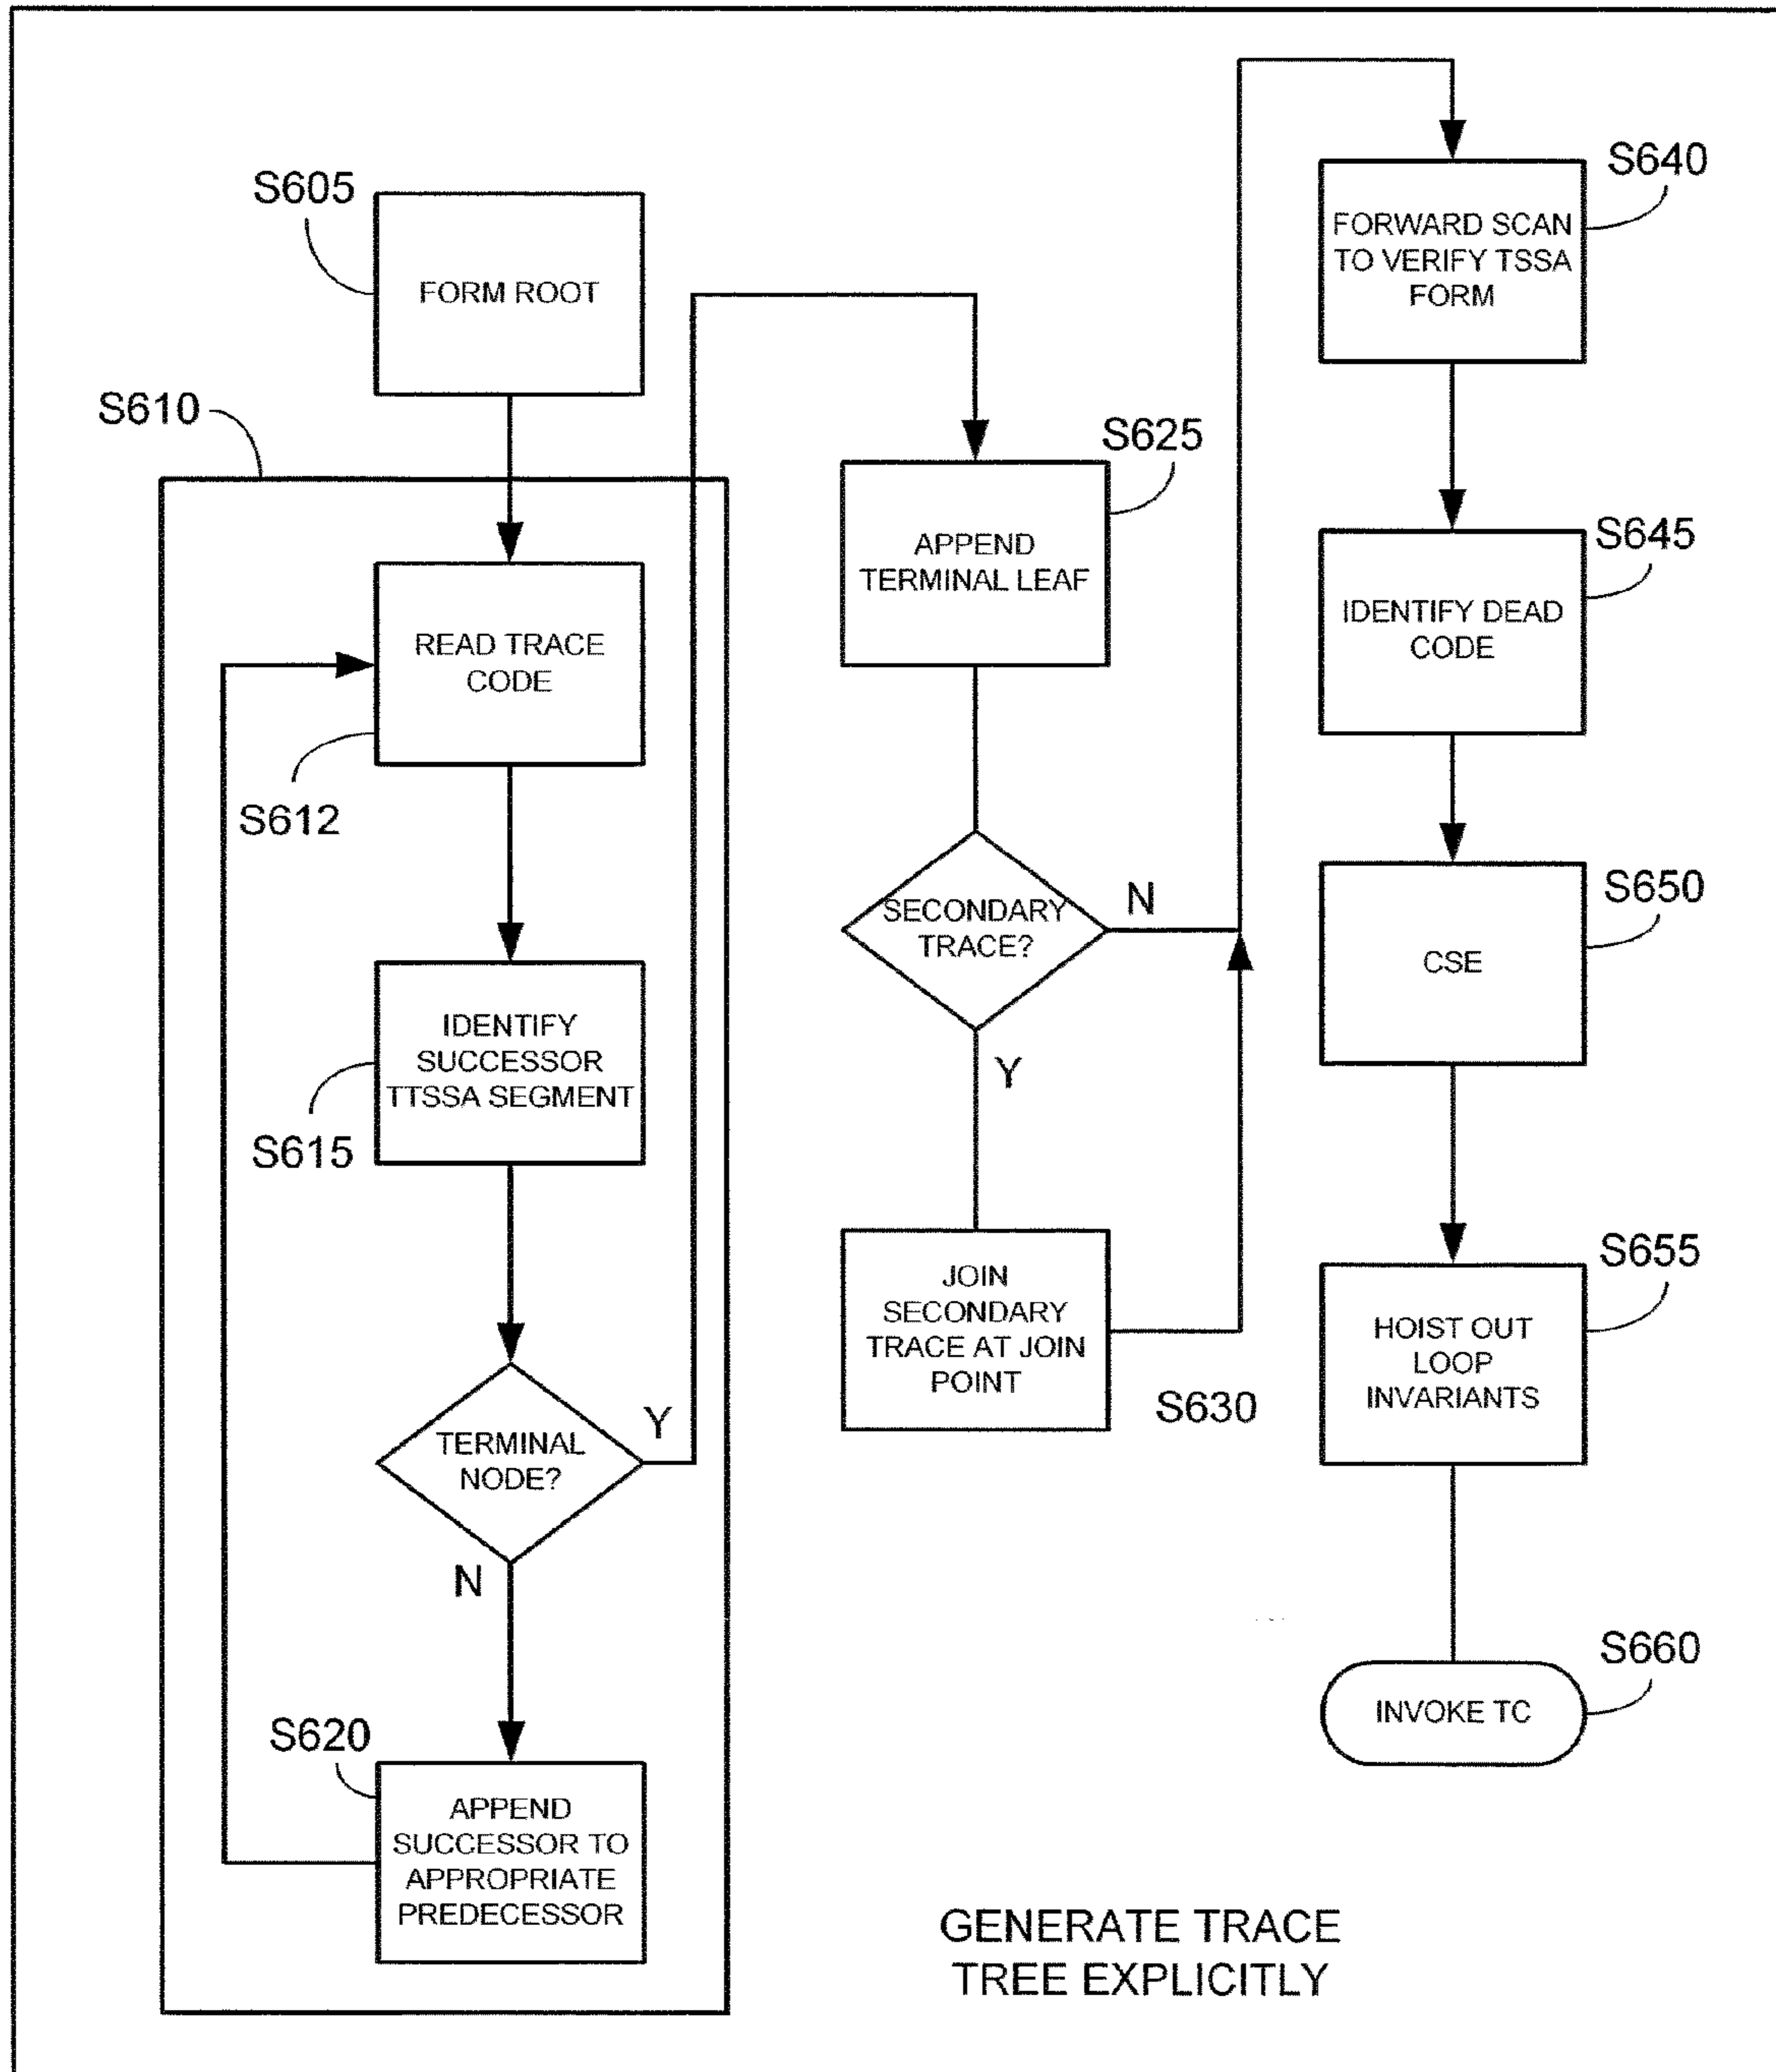 S605
FORM ROOT
S610
READ TRACE
CODE
S612
IDENTIFY
SUCCESSOR
TTSSA SEGMENT
S615
TERMINAL
NODE?
Y
N
S620
APPEND
SUCCESSOR TO
APPROPRIATE
PREDECESSOR
S625
APPEND
TERMINAL LEAF
SECONDARY
TRACE?
N
Y
JOIN
SECONDARY
TRACE AT JOIN
POINT
S630
S640
FORWARD SCAN
TO VERIFY TSSA
FORM
S645
IDENTIFY DEAD
CODE
S650
CSE
S655
HOIST OUT
LOOP
INVARIANTS
S660
INVOKE TC
GENERATE TRACE
TREE EXPLICITLY